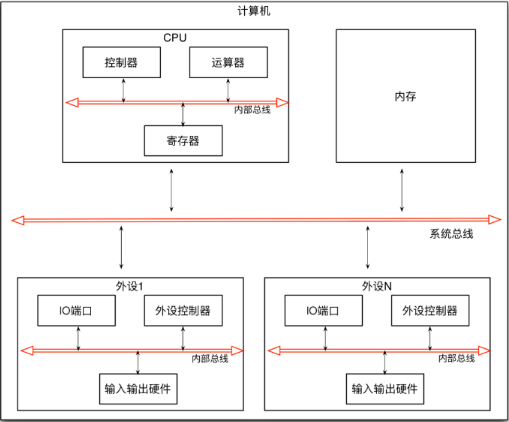 计算机
CPU
控制器
运算器
内部总线
寄存器
内存
系统总线
外设1
IO端口
外设控制器
内部总线
输入输出硬件
外设N
IO端口
外设控制器
内部总线
输入输出硬件